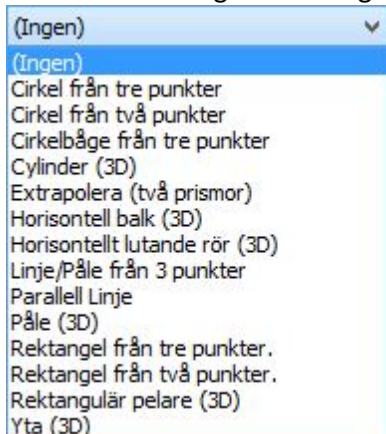 (Ingen)
(Ingen)
Cirkel från tre punkter
Cirkel från två punkter
Cirkelbåge från tre punkter
Cylinder (3D)
Extrapolera (två prismor)
Horisontell balk (3D)
Horisontellt lutande rör (3D)
Linje/Påle från 3 punkter
Parallell Linje
Påle (3D)
Rektangel från tre punkter.
Rektangel från två punkter.
Rektangulär pelare (3D)
Yta (3D)